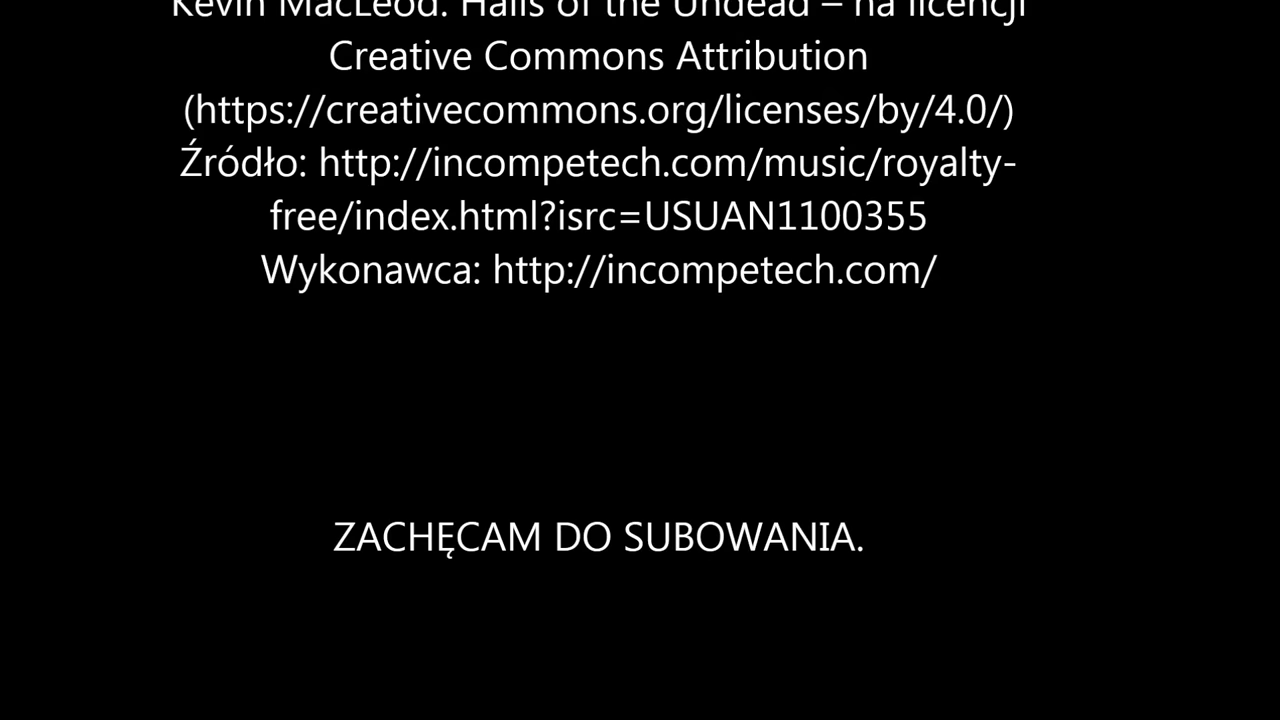 Kevin MacLeod: Halls of the Undead – na licencji
Creative Commons Attribution
(https://creativecommons.org/licenses/by/4.0/)
Źródło: http://incompetech.com/music/royalty-
free/index.html?isrc=USUAN1100355
Wykonawca: http://incompetech.com/
ZACHĘCAM DO SUBOWANIA.